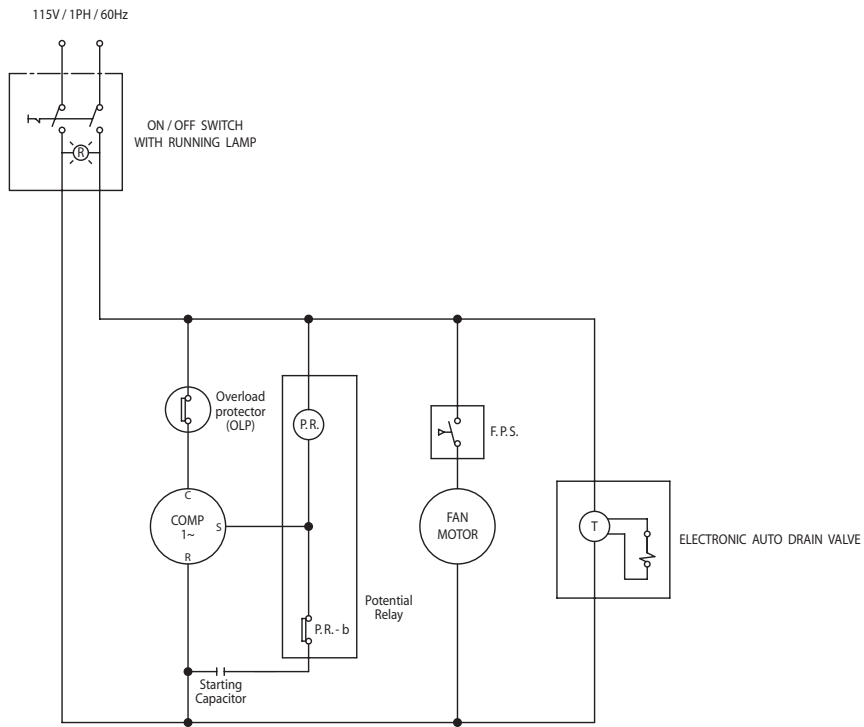 115V / 1PH / 60Hz
ON / OFF SWITCH
WITH RUNNING LAMP
R
Overload
protector
(OLP)
P.R.
F.P.S.
C
COMP
1~
S
R
FAN
MOTOR
T
ELECTRONIC AUTO DRAIN VALVE
Potential
Relay
P.R.-b
Starting
Capacitor